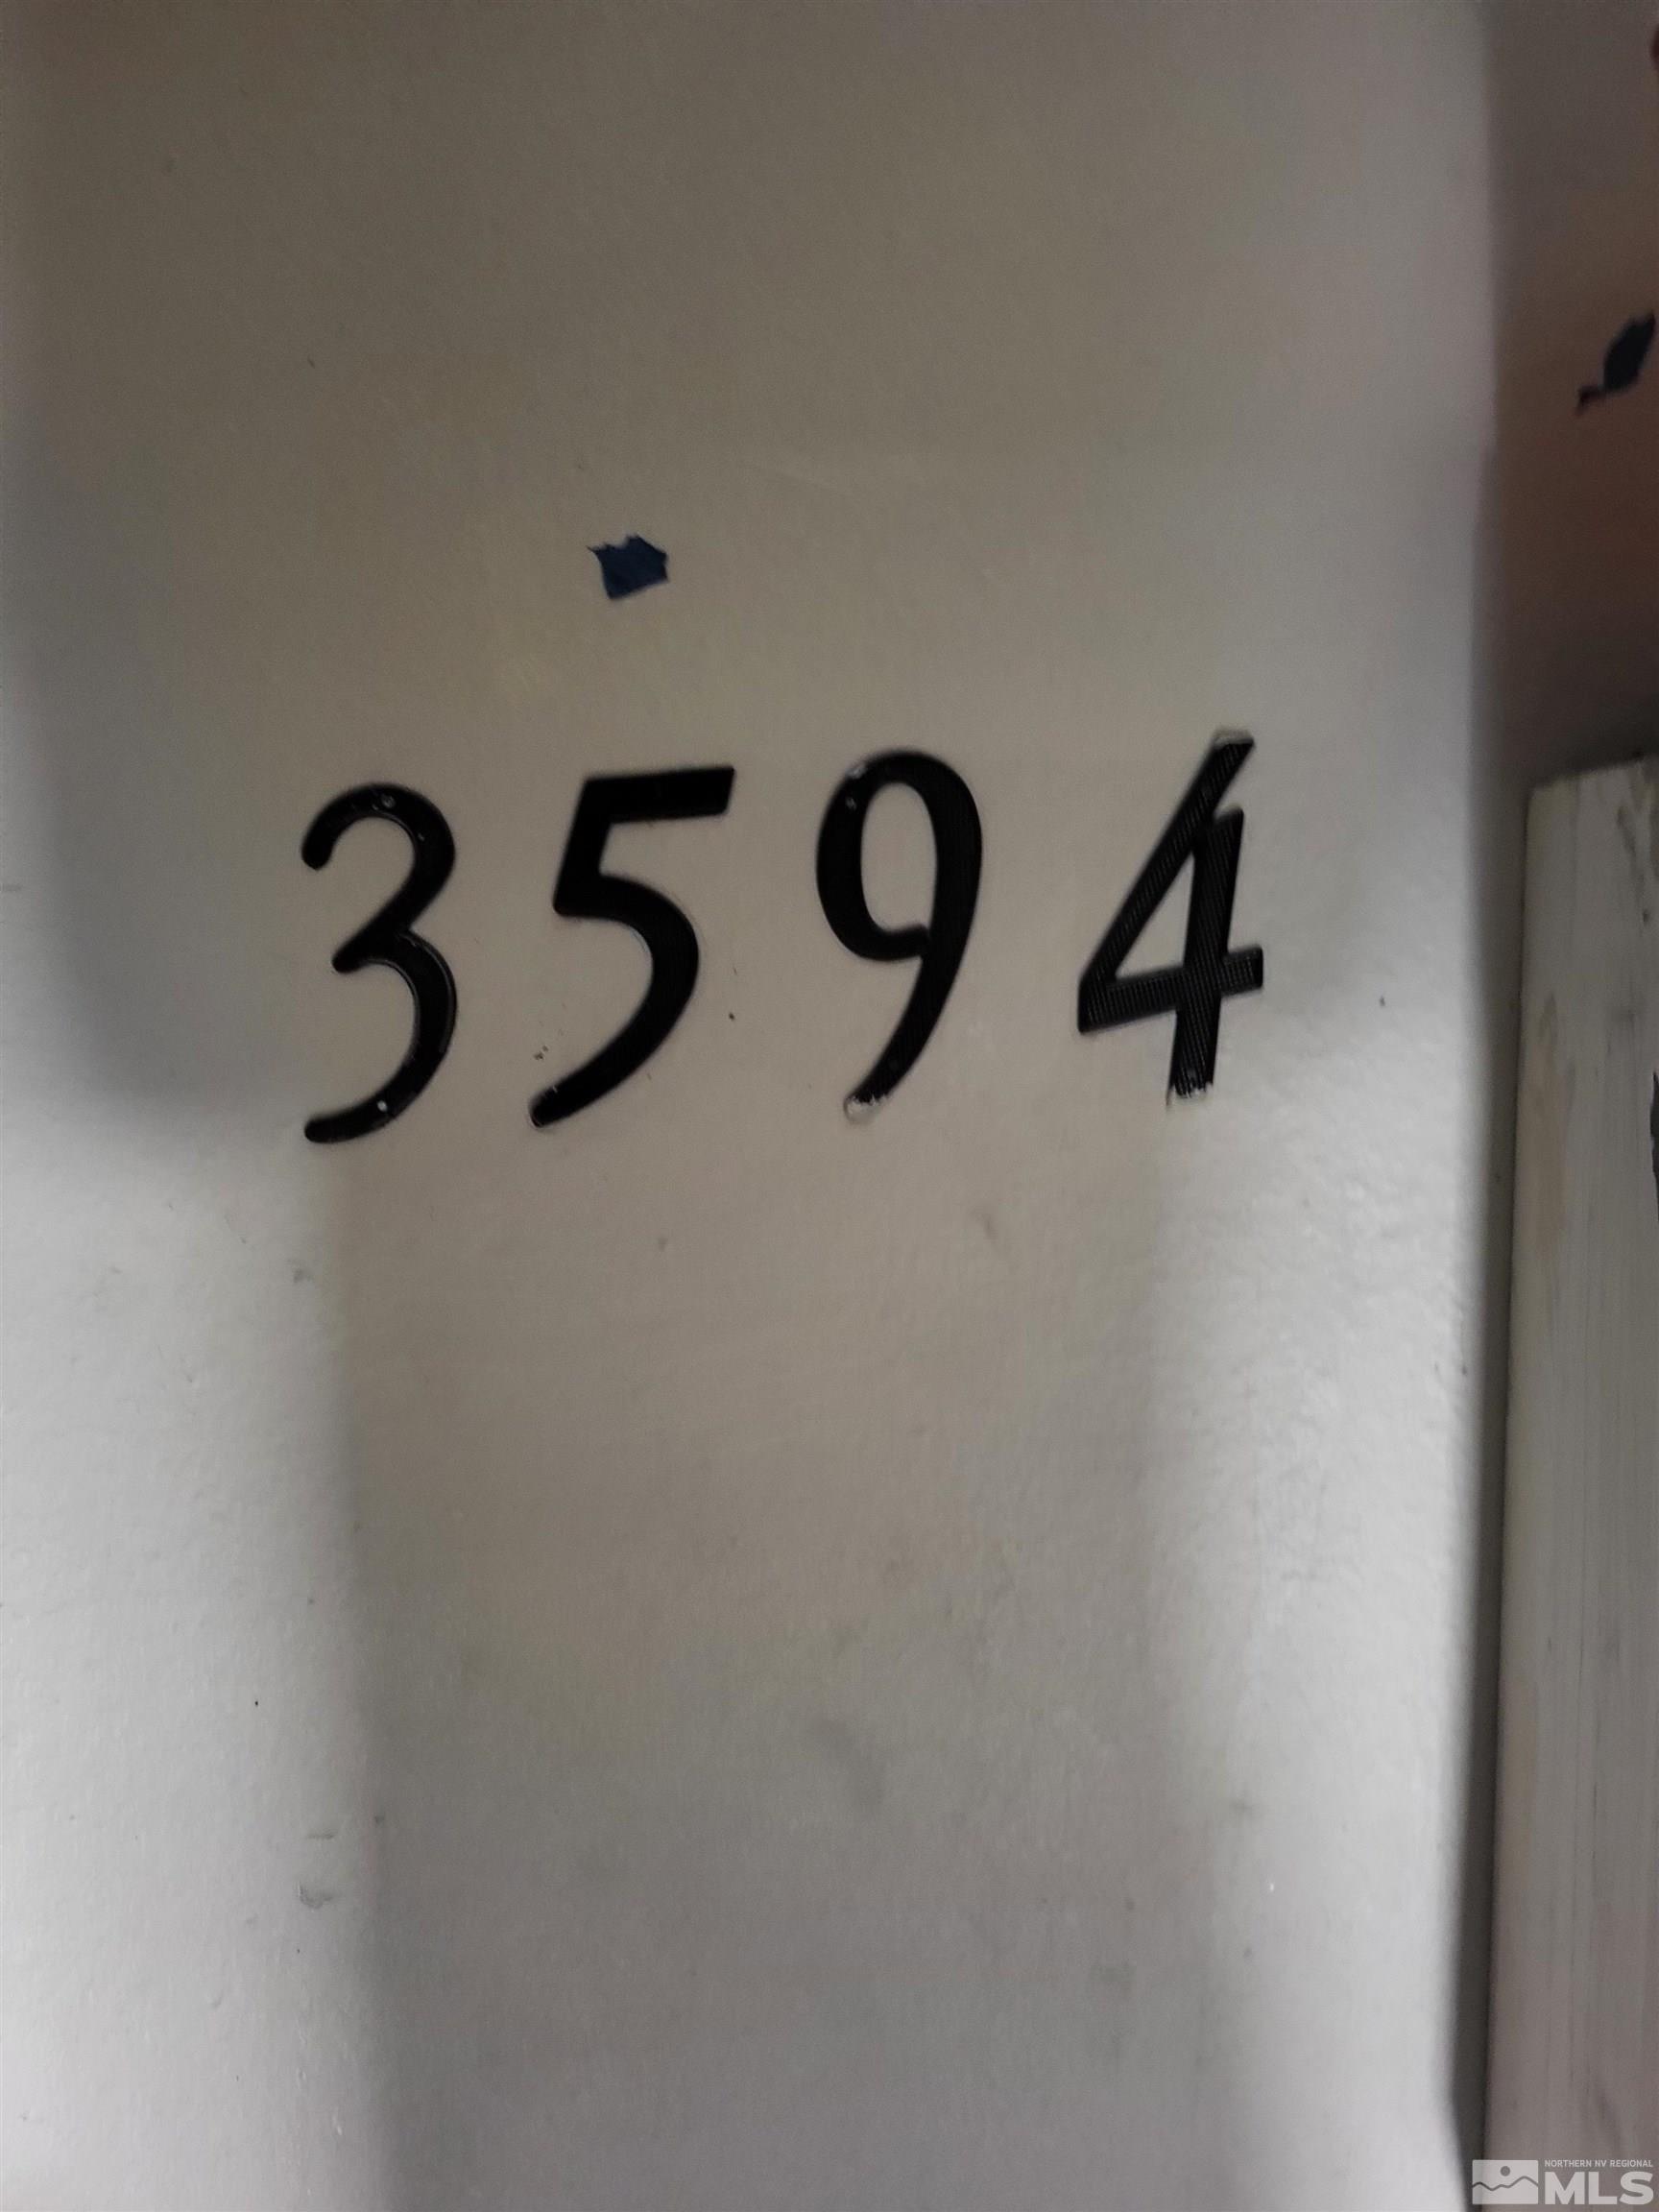 3594
NORTHERN NV REGIONAL
MLS